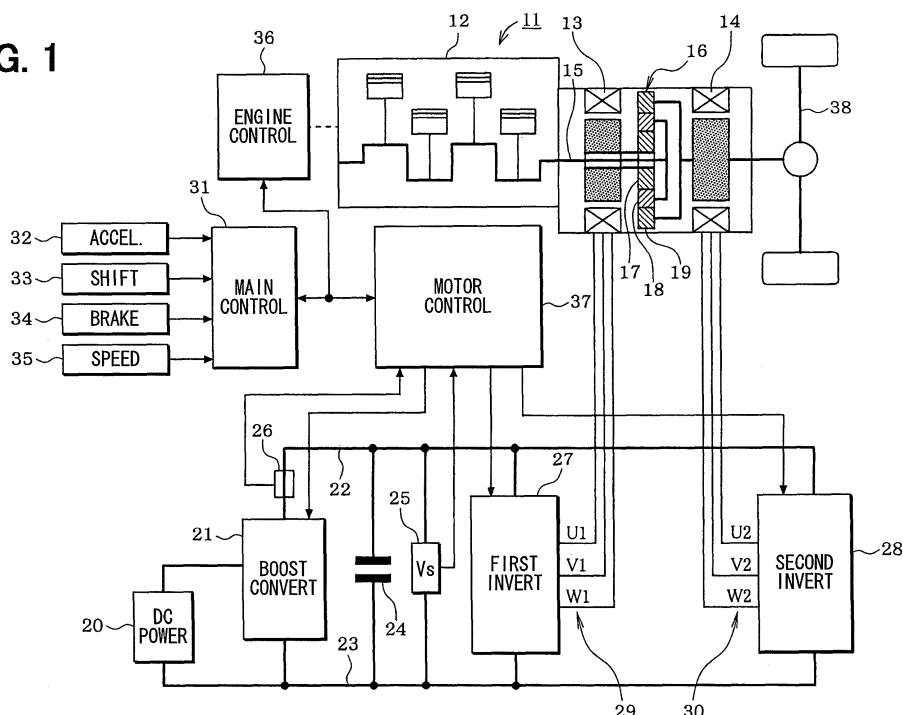 G. 1
36
12
11
13
14
16
15
38
ENGINE
CONTROL
31
17
18
19
32
ACCEL.
33
SHIFT
34
BRAKE
35
SPEED
MAIN
CONTROL
MOTOR
CONTROL
37
26
22
27
25
21
U1
U2
BOOST
CONVERT
Vs
FIRST
INVERT
V1
V2
SECOND
INVERT
28
W1
W2
20
DC
POWER
24
23
29
30